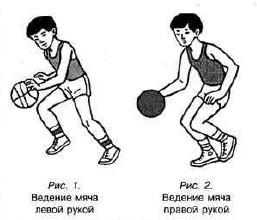 Рис. 1.
Ведение мяча
левой рукой
Рис. 2.
Ведение мяча
правой рукой